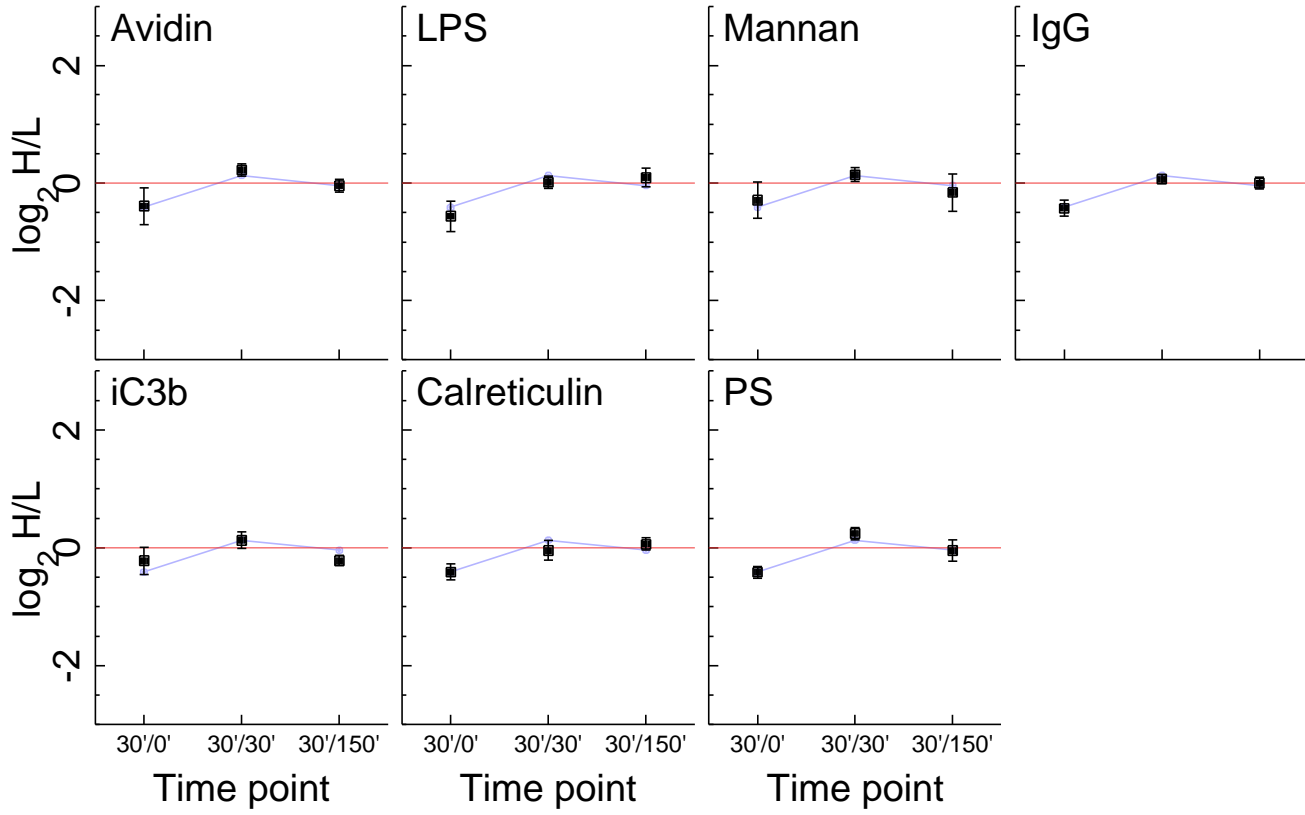 Avidin
LPS
Mannan
IgG
2
0
-2
log2 H/L
iC3b
Calreticulin
PS
2
0
-2
log2 H/L
30'/0' 30'/30' 30'/150'
30'/0' 30'/30' 30'/150'
30'/0' 30'/30' 30'/150'
Time point
Time point
Time point